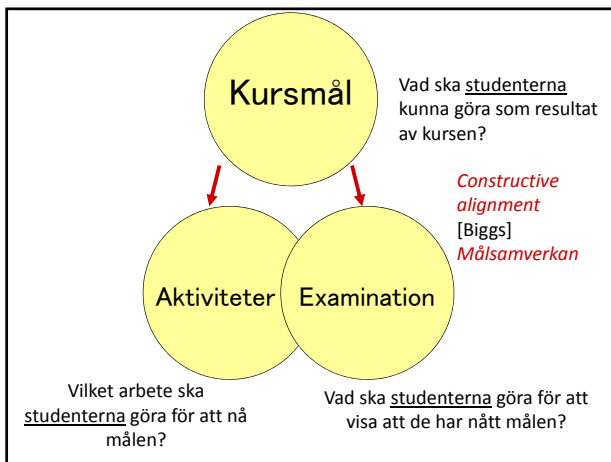 Kursmål
Vad ska studenterna
kunna göra som resultat
av kursen?
Constructive
alignment
[Biggs]
Målsamverkan
Aktiviteter
Examination
Vilket arbete ska
studenterna göra för att nå
målen?
Vad ska studenterna göra för att
visa att de har nått målen?